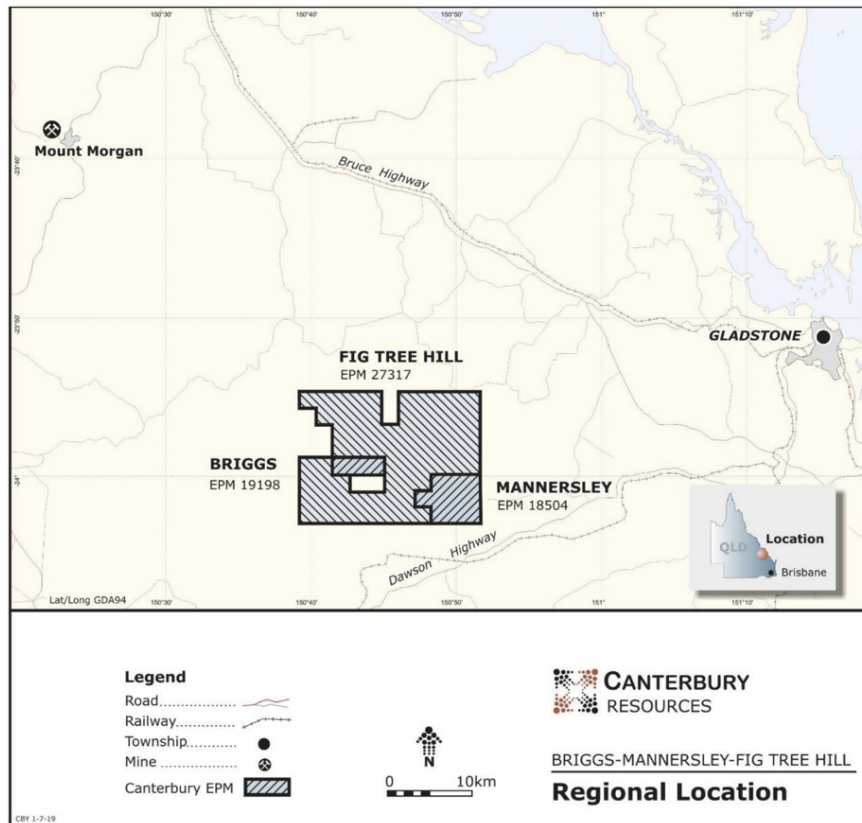 150°30'
150°40'
150°50'
151°
151°10'
Mount Morgan
-23°40'
Bruce Highway
-23°50'
GLADSTONE
FIG TREE HILL
EPM 27317
BRIGGS
EPM 19198
-24°
MANNERSLEY
EPM 18504
QLD
Location
Brisbane
Dawson Highway
Lat/Long GDA94
150°30'
150°40'
150°50'
151°
151°10'
Legend
Road
Railway
Township
Mine
Canterbury EPM
N
0 10km
CANTERBURY
RESOURCES
BRIGGS-MANNERSLEY-FIG TREE HILL
Regional Location
CBY 1-7-19